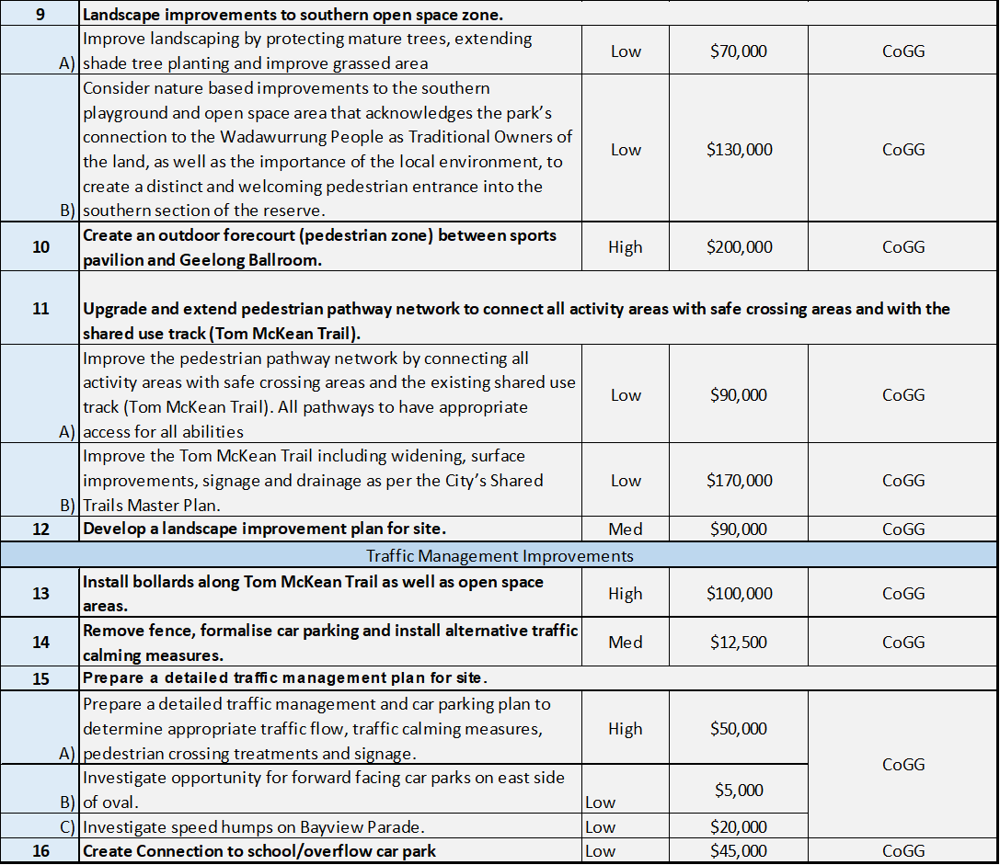 9 Landscape improvements to southern open space zone.
Improve landscaping by protecting mature trees, extending
A) shade tree planting and improve grassed area Low $70,000 CoGG
Consider nature based improvements to the southern
playground and open space area that acknowledges the park’s
connection to the Wadawurrung People as Traditional Owners of
the land, as well as the importance of the local environment, to
create a distinct and welcoming pedestrian entrance into the
B) southern section of the reserve. Low $130,000 CoGG
10 Create an outdoor forecourt (pedestrian zone) between sports
pavilion and Geelong Ballroom. High $200,000 CoGG
11 Upgrade and extend pedestrian pathway network to connect all activity areas with safe crossing areas and with the
shared use track (Tom McKean Trail).
Improve the pedestrian pathway network by connecting all
activity areas with safe crossing areas and the existing shared use
track (Tom McKean Trail). All pathways to have appropriate
A) access for all abilities Low $90,000 CoGG
Improve the Tom McKean Trail including widening, surface
improvements, signage and drainage as per the City’s Shared
B) Trails Master Plan. Low $170,000 CoGG
12 Develop a landscape improvement plan for site. Med $90,000 CoGG
Traffic Management Improvements
13 Install bollards along Tom McKean Trail as well as open space
areas. High $100,000 CoGG
14 Remove fence, formalise car parking and install alternative traffic
calming measures. Med $12,500 CoGG
15 Prepare a detailed traffic management plan for site.
Prepare a detailed traffic management and car parking plan to
determine appropriate traffic flow, traffic calming measures,
A) pedestrian crossing treatments and signage. High $50,000 CoGG
Investigate opportunity for forward facing car parks on east side
B) of oval. Low $5,000
C) Investigate speed humps on Bayview Parade. Low $20,000
16 Create Connection to school/overflow car park Low $45,000 CoGG